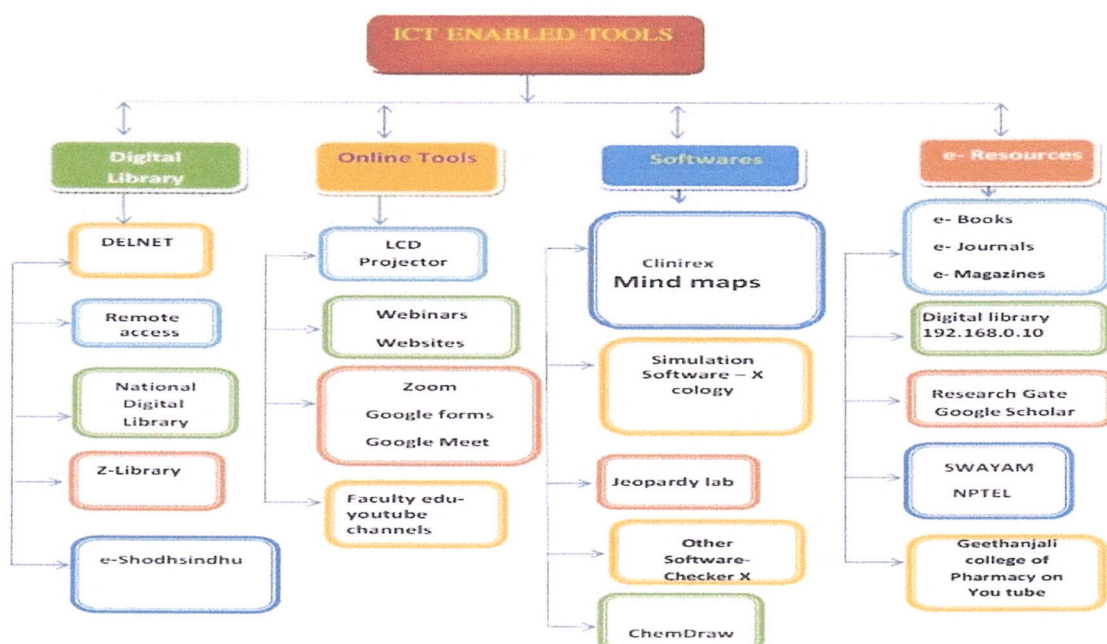 ICT ENABLED TOOLS
Digital
Library
DELNET
Remote
access
National
Digital
Library
Z-Library
e-Shodhsindhu
Online Tools
LCD
Projector
Webinars
Websites
Zoom
Google forms
Google Meet
Faculty edu-
youtube
channels
Softwares
Clinirex
Mind maps
Simulation
Software – X
cology
Jeopardy lab
Other
Software-
Checker X
ChemDraw
e- Resources
e- Books
e- Journals
e- Magazines
Digital library
192.168.0.10
Research Gate
Google Scholar
SWAYAM
NPTEL
Geethanjali
college of
Pharmacy on
You tube